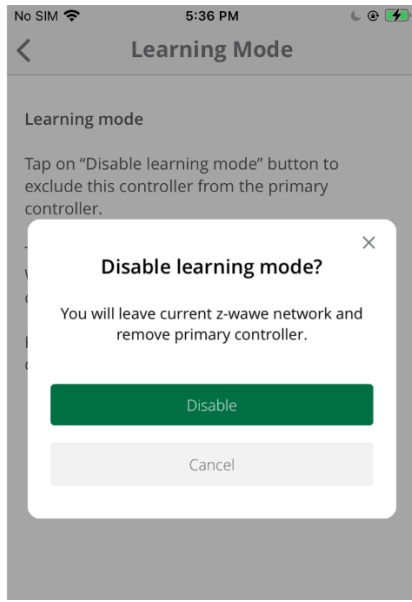 No SIM 5:36 PM
Learning Mode
Learning mode
Tap on “Disable learning mode” button to
exclude this controller from the primary
controller.
Disable learning mode?
You will leave current z-wawe network and
remove primary controller.
Disable
Cancel